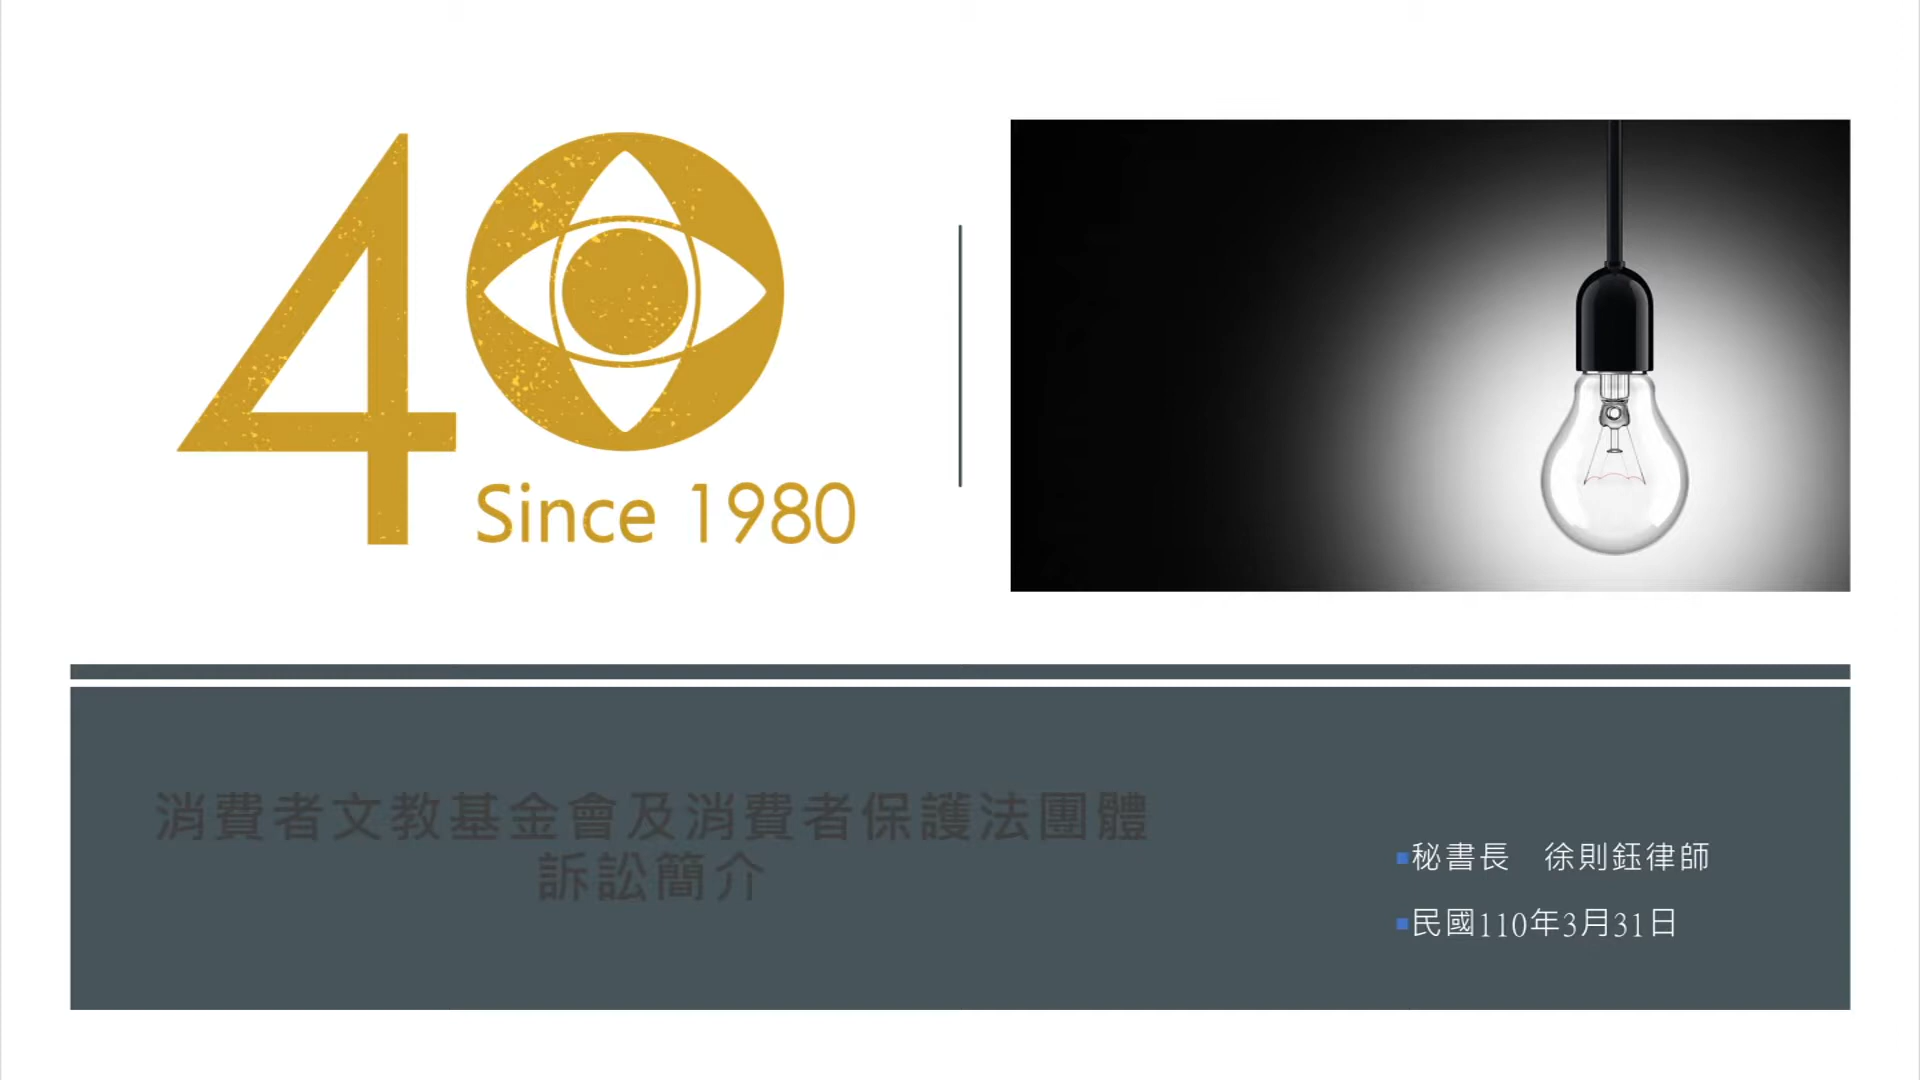 40
Since 1980
消費者文教基金會及消費者保護法團體
訴訟簡介
秘書長　徐則鈺律師
民國110年3月31日